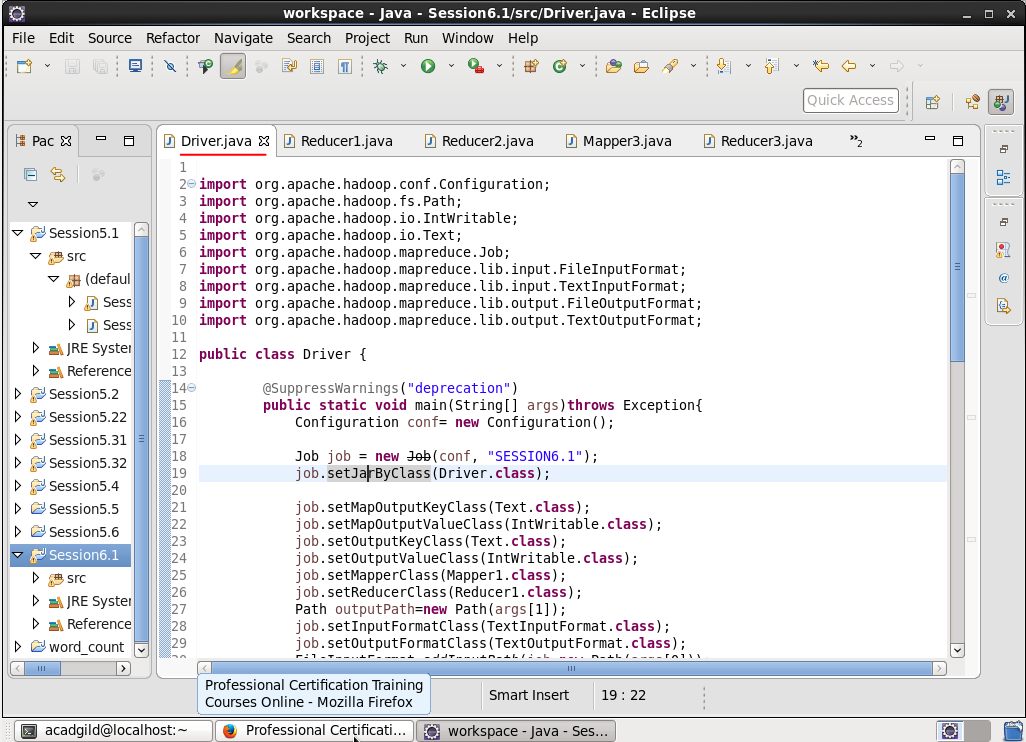 workspace - Java - Session6.1/src/Driver.java - Eclipse
File Edit Source Refactor Navigate Search Project Run Window Help
Quick Access
Pac
Driver.java Reducer1.java Reducer2.java Mapper3.java Reducer3.java »2
Session5.1
src
(defaul
Sess
Sess
JRE Syster
Reference
Session5.2
Session5.22
Session5.31
Session5.32
Session5.4
Session5.5
Session5.6
Session6.1
src
JRE Syster
Reference
word_count
1
2 import org.apache.hadoop.conf.Configuration;
3 import org.apache.hadoop.fs.Path;
4 import org.apache.hadoop.io.IntWritable;
5 import org.apache.hadoop.io.Text;
6 import org.apache.hadoop.mapreduce.Job;
7 import org.apache.hadoop.mapreduce.lib.input.FileInputFormat;
8 import org.apache.hadoop.mapreduce.lib.input.TextInputFormat;
9 import org.apache.hadoop.mapreduce.lib.output.FileOutputFormat;
10 import org.apache.hadoop.mapreduce.lib.output.TextOutputFormat;
11
12 public class Driver {
13
14 @SuppressWarnings("deprecation")
15 public static void main(String[] args)throws Exception{
16 Configuration conf= new Configuration();
17
18 Job job = new Job(conf, "SESSION6.1");
19 job.setJarByClass(Driver.class);
20
21 job.setMapOutputKeyClass(Text.class);
22 job.setMapOutputValueClass(IntWritable.class);
23 job.setOutputKeyClass(Text.class);
24 job.setOutputValueClass(IntWritable.class);
25 job.setMapperClass(Mapper1.class);
26 job.setReducerClass(Reducer1.class);
27 Path outputPath=new Path(args[1]);
28 job.setInputFormatClass(TextInputFormat.class);
29 job.setOutputFormatClass(TextOutputFormat.class);
Professional Certification Training
Courses Online - Mozilla Firefox
Smart Insert 19 : 22
acadgild@localhost:~ Professional Certificati... workspace - Java - Ses...